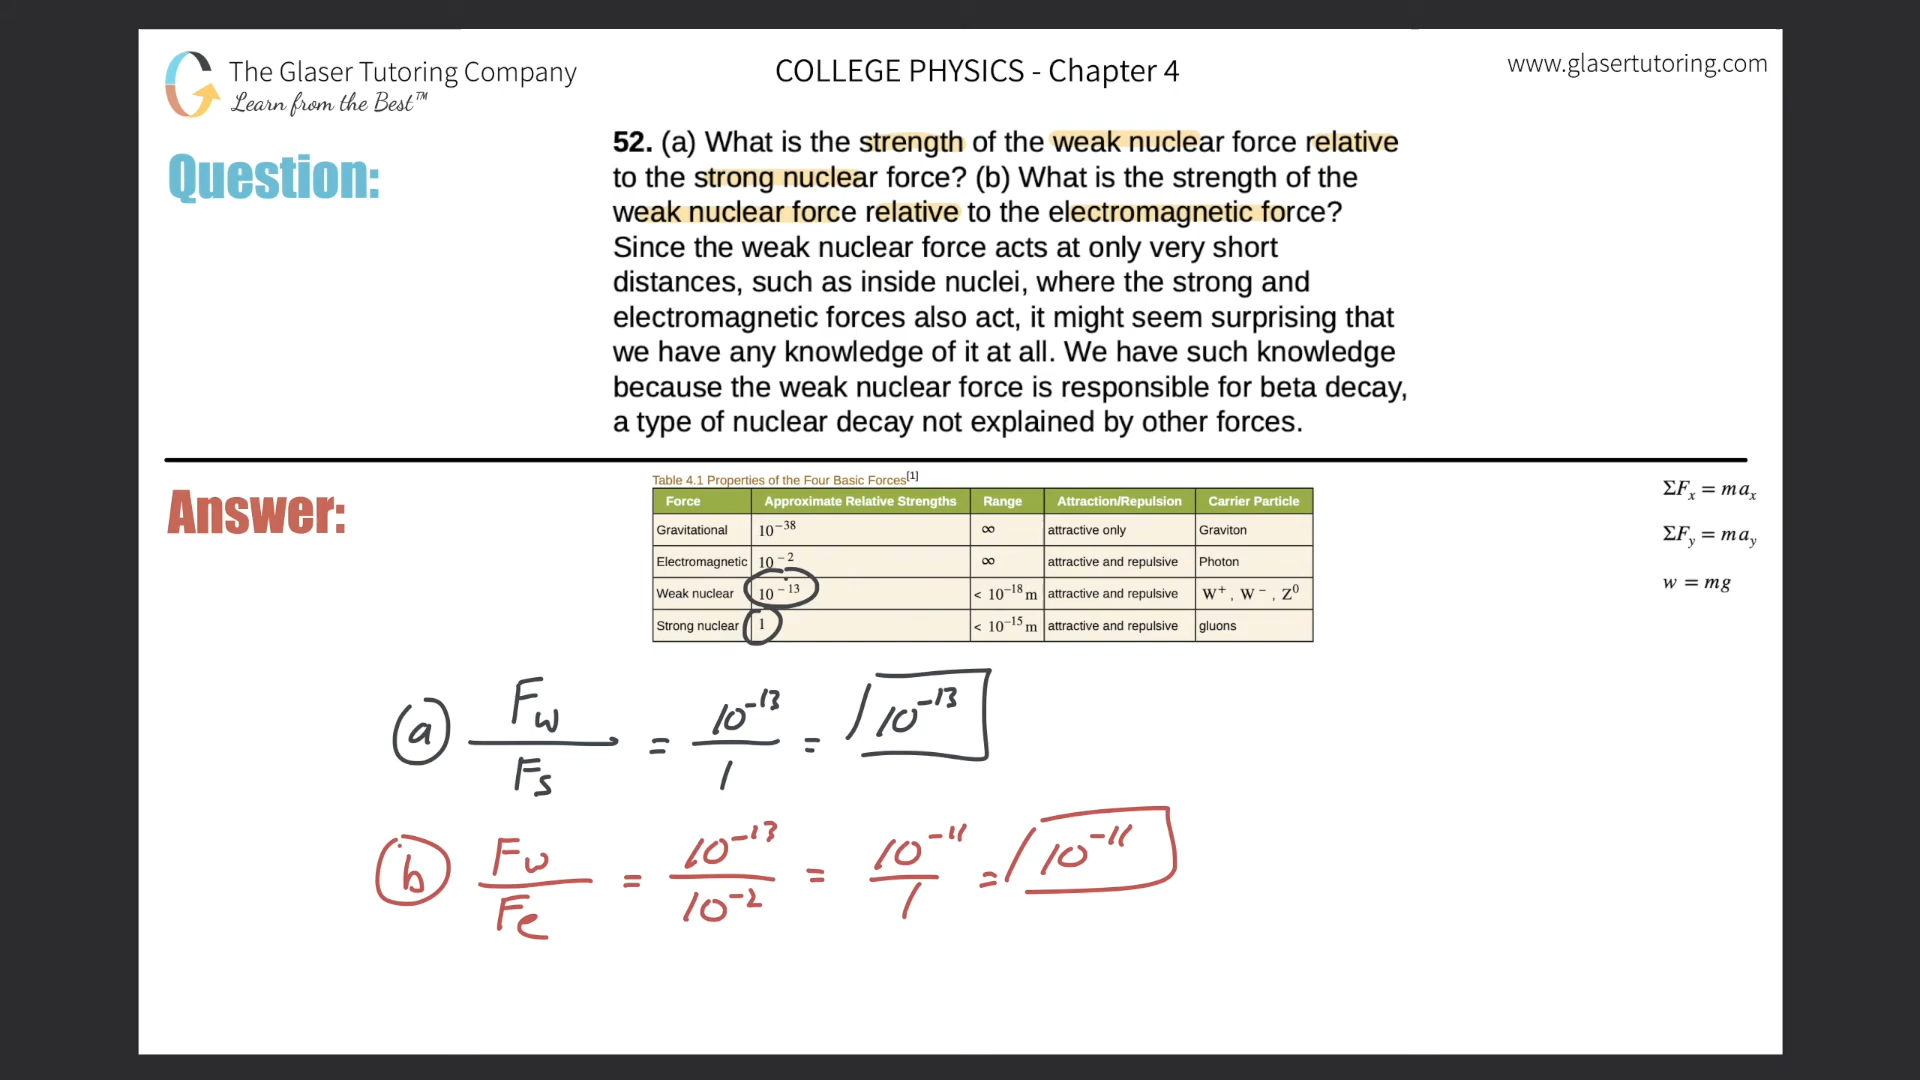 The Glaser Tutoring Company
Learn from the Best™
COLLEGE PHYSICS - Chapter 4
www.glasertutoring.com
Question:
52. (a) What is the strength of the weak nuclear force relative
to the strong nuclear force? (b) What is the strength of the
weak nuclear force relative to the electromagnetic force?
Since the weak nuclear force acts at only very short
distances, such as inside nuclei, where the strong and
electromagnetic forces also act, it might seem surprising that
we have any knowledge of it at all. We have such knowledge
because the weak nuclear force is responsible for beta decay,
a type of nuclear decay not explained by other forces.
Answer:
Table 4.1 Properties of the Four Basic Forces[1]
Force Approximate Relative Strengths Range Attraction/Repulsion Carrier Particle
Gravitational 10⁻³⁸ ∞ attractive only Graviton
Electromagnetic 10⁻² ∞ attractive and repulsive Photon
Weak nuclear 10⁻¹³ < 10⁻¹⁸ m attractive and repulsive W⁺, W⁻, Z⁰
Strong nuclear 1 < 10⁻¹⁵ m attractive and repulsive gluons
ΣFₓ = maₓ
ΣF_y = ma_y
w = mg
(a) F_w / F_s = 10⁻¹³ / 1 = 10⁻¹³
(b) F_w / F_e = 10⁻¹³ / 10⁻² = 10⁻¹¹ / 1 = 10⁻¹¹